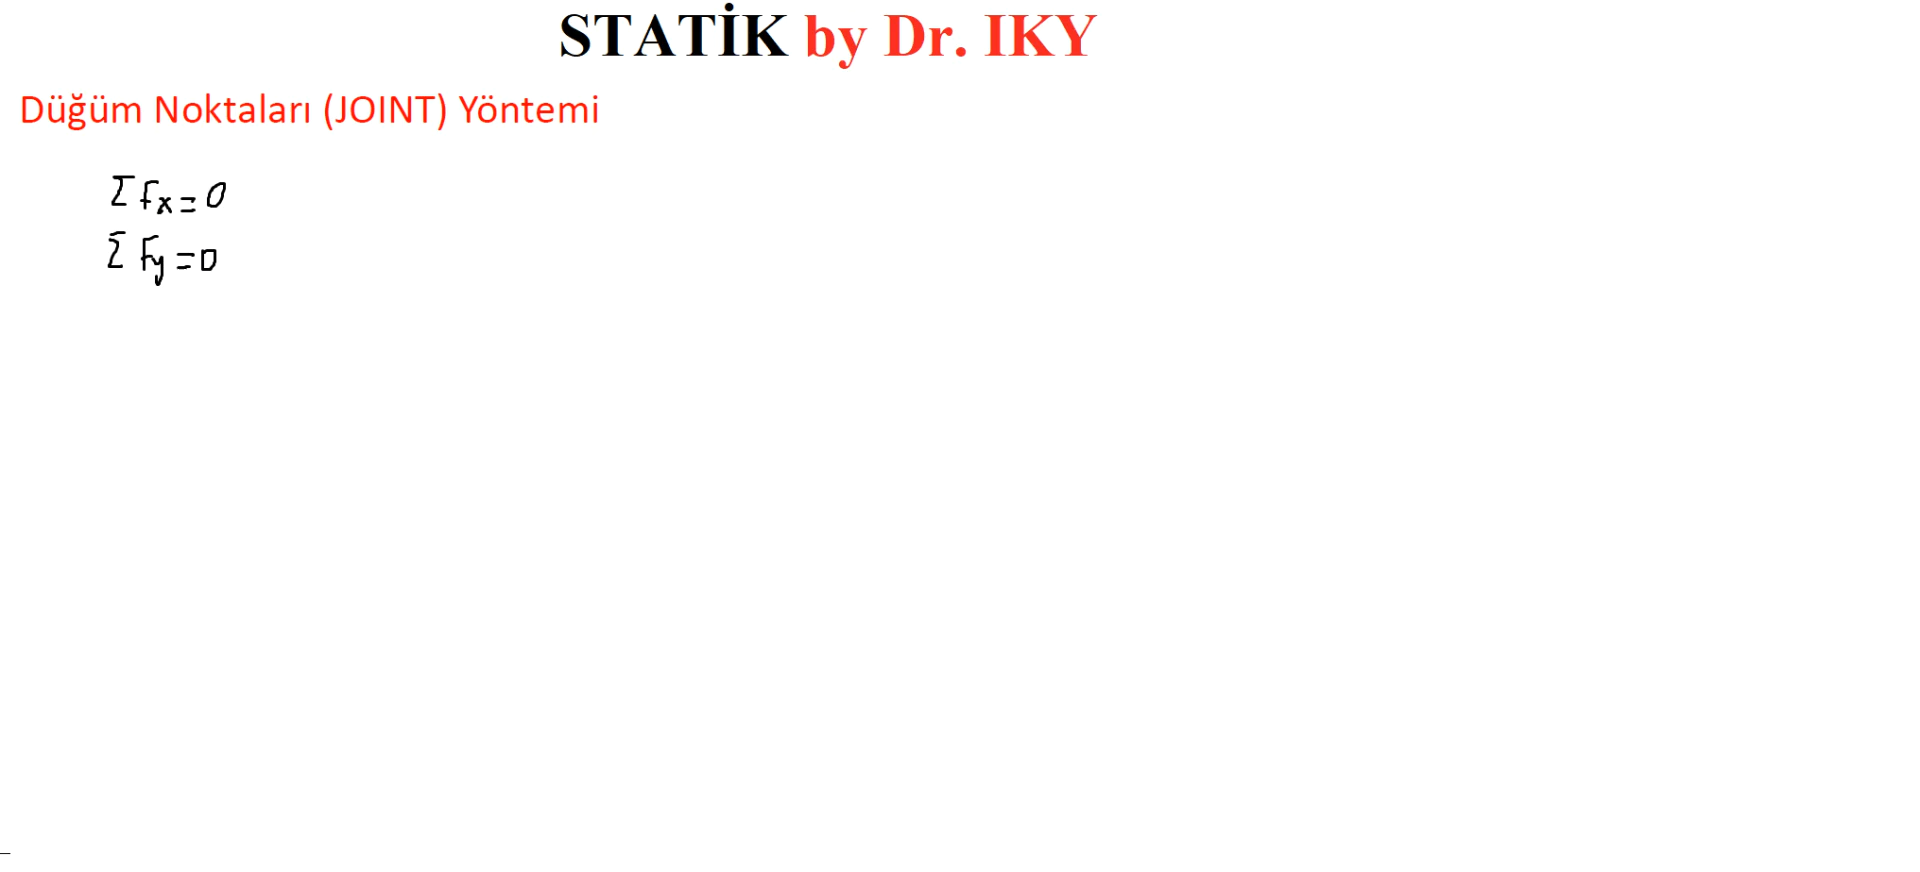 STATİK by Dr. IKY
Düğüm Noktaları (JOINT) Yöntemi
Σ Fx = 0
Σ Fy = 0